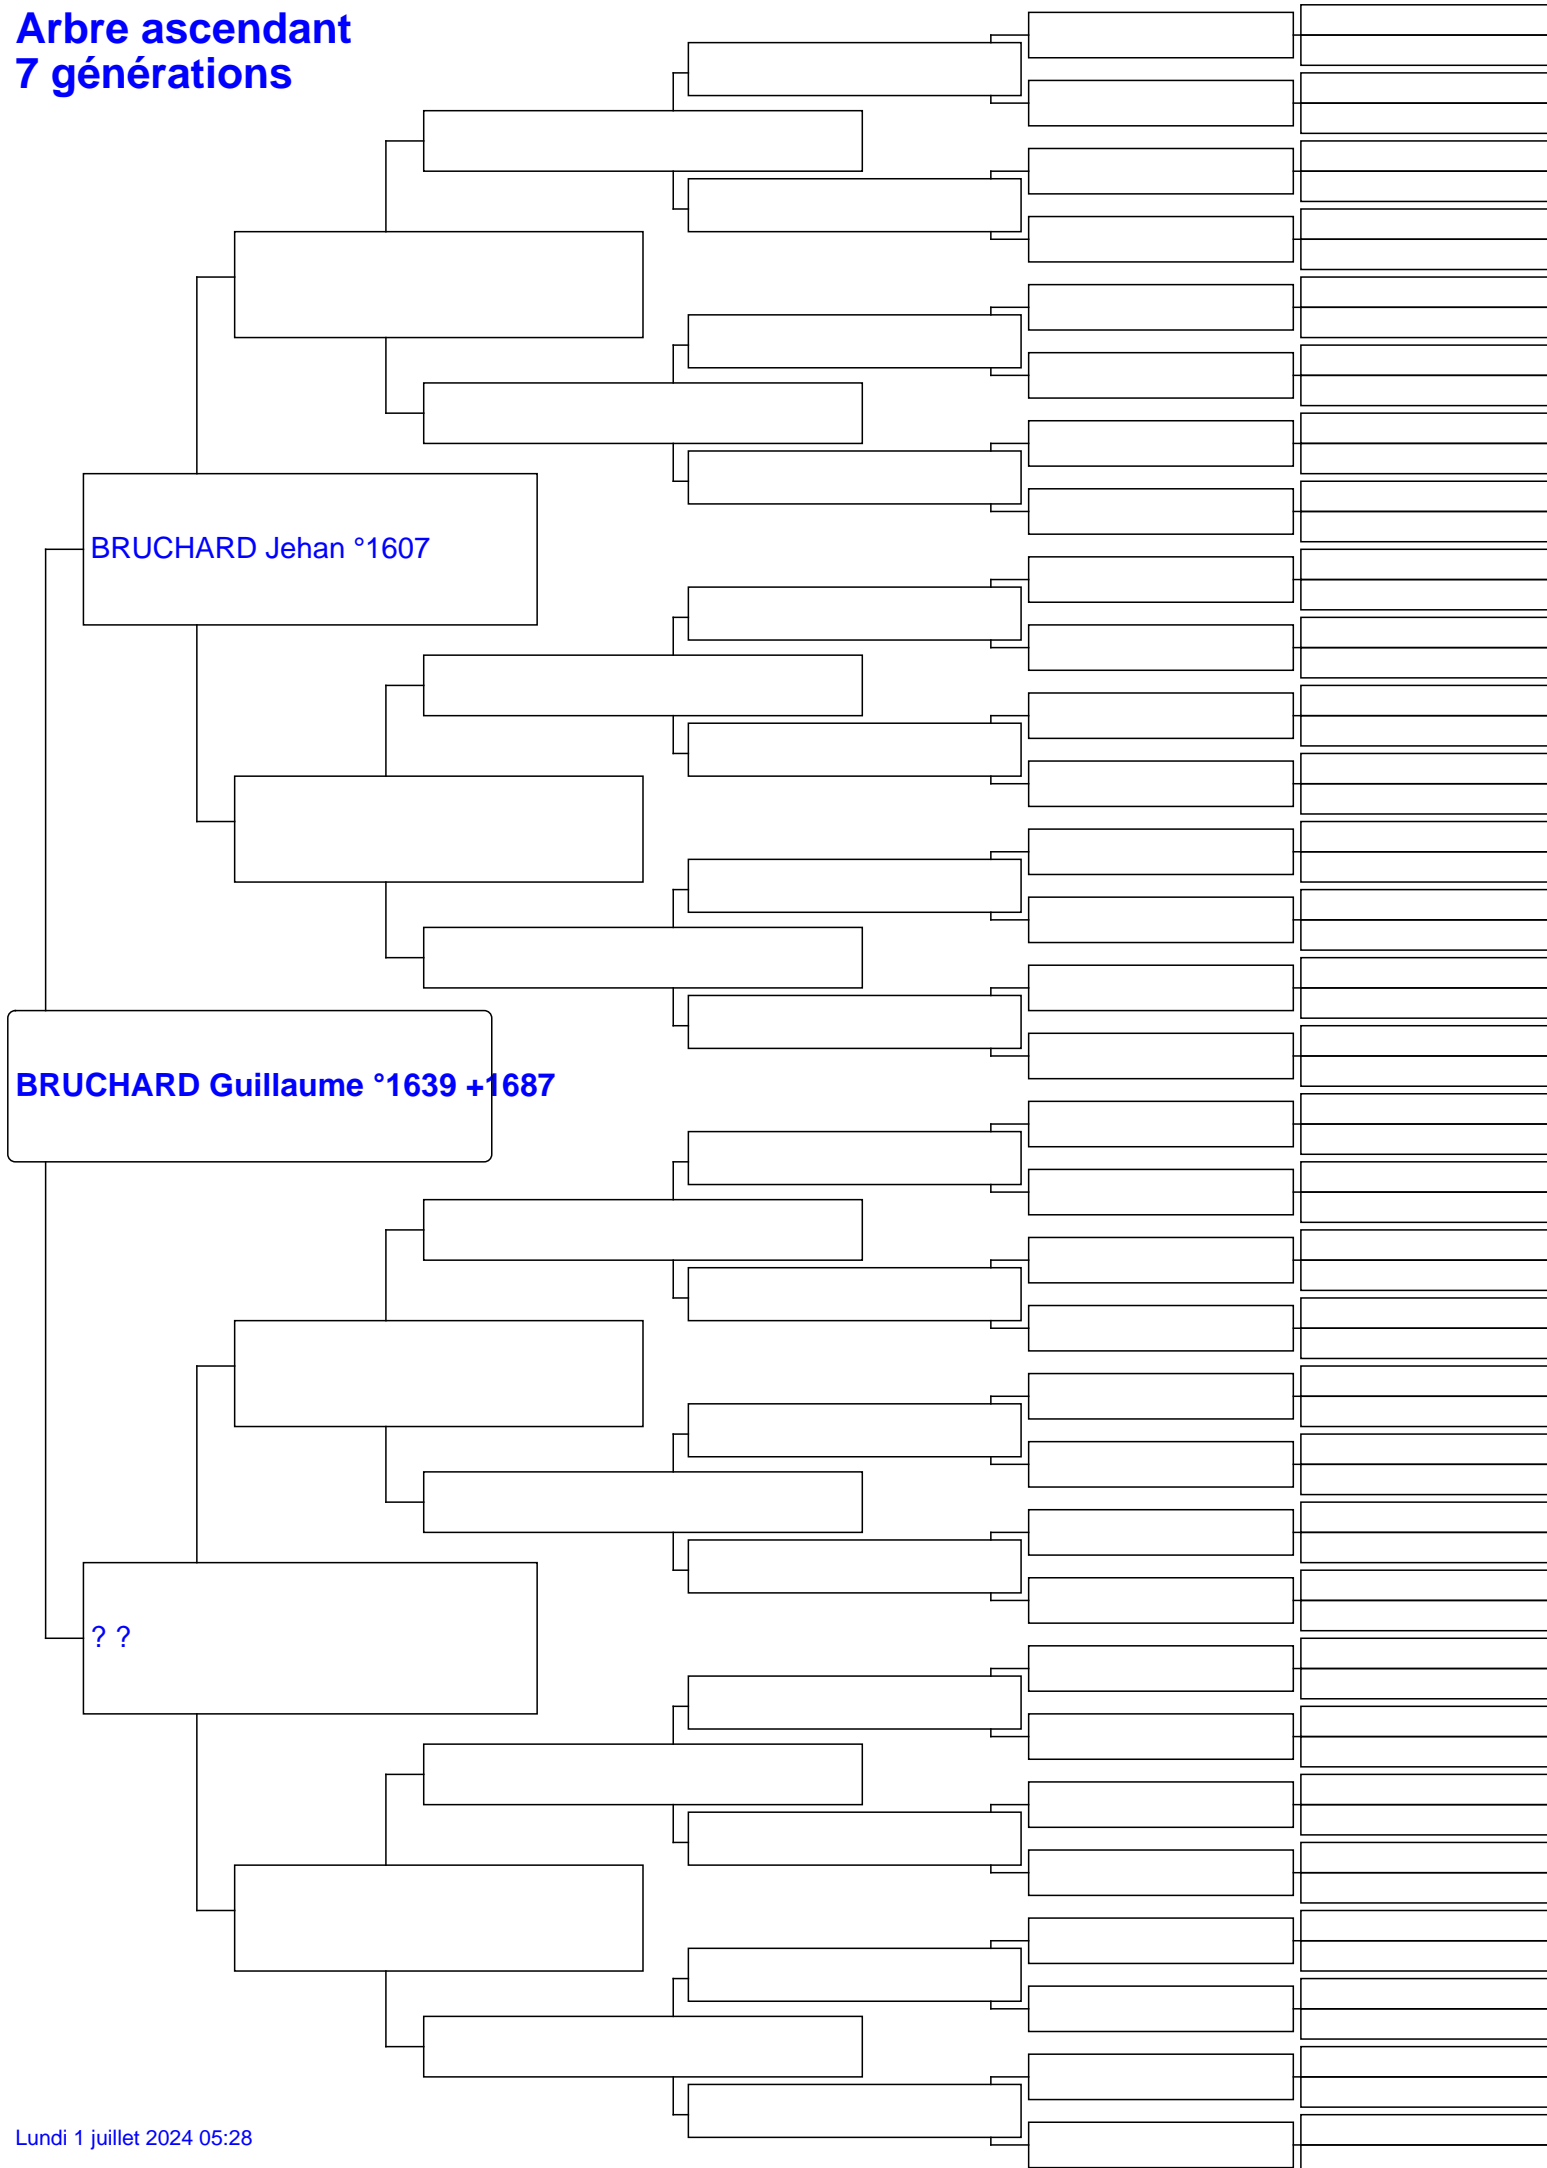 Arbre ascendant
7 générations
BRUCHARD Jehan °1607
BRUCHARD Guillaume °1639 +1687
? ?
Lundi 1 juillet 2024 05:28